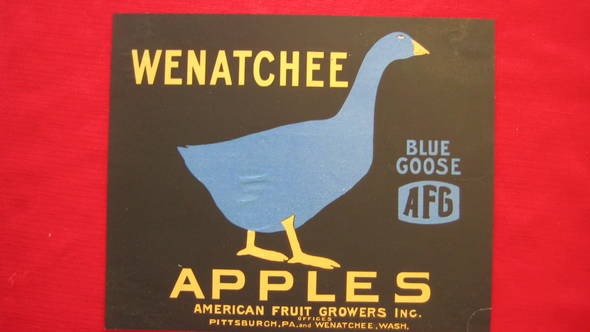 WENATCHEE
BLUE
GOOSE
AFG
APPLES
AMERICAN FRUIT GROWERS INC.
OFFICES
PITTSBURGH, PA. and WENATCHEE, WASH.